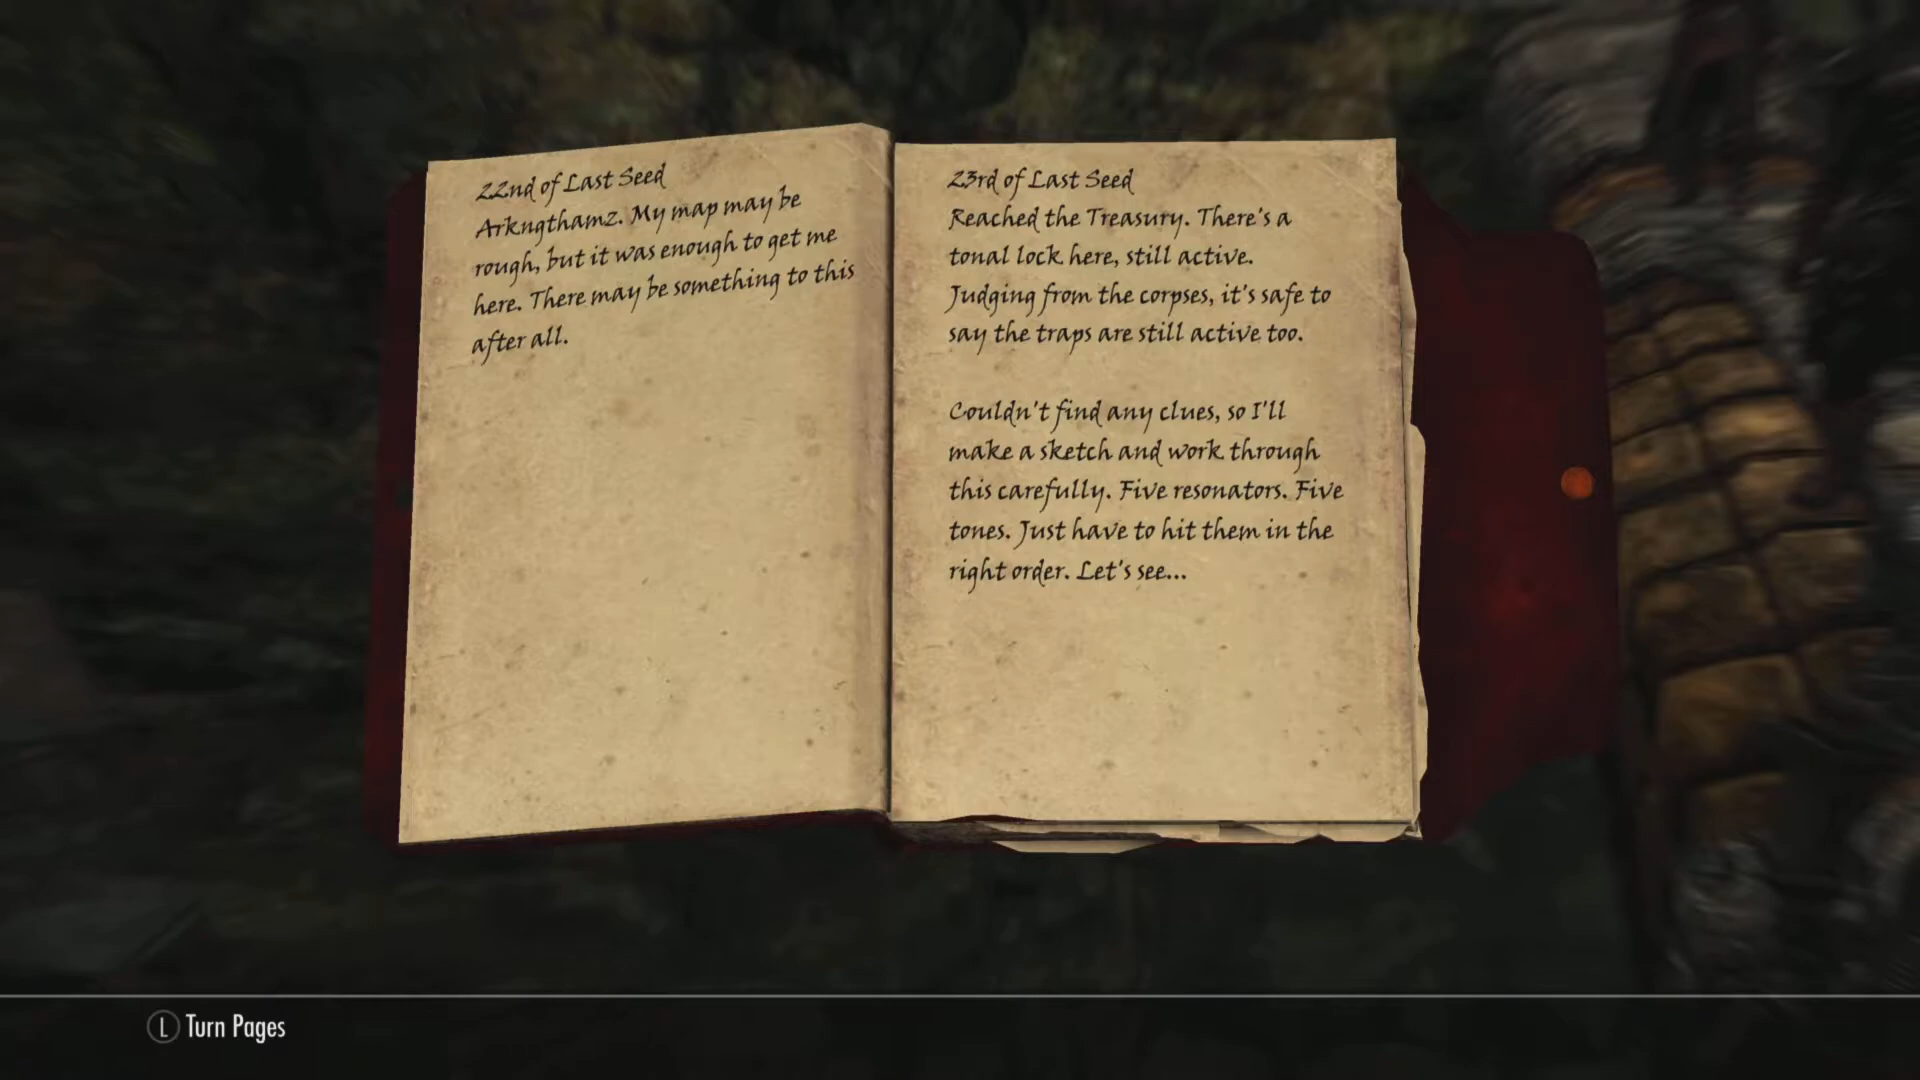 22nd of Last Seed
Arkngthamz. My map may be
rough, but it was enough to get me
here. There may be something to this
after all.
23rd of Last Seed
Reached the Treasury. There's a
tonal lock here, still active.
Judging from the corpses, it's safe to
say the traps are still active too.
Couldn't find any clues, so I'll
make a sketch and work through
this carefully. Five resonators. Five
tones. Just have to hit them in the
right order. Let's see...
L Turn Pages